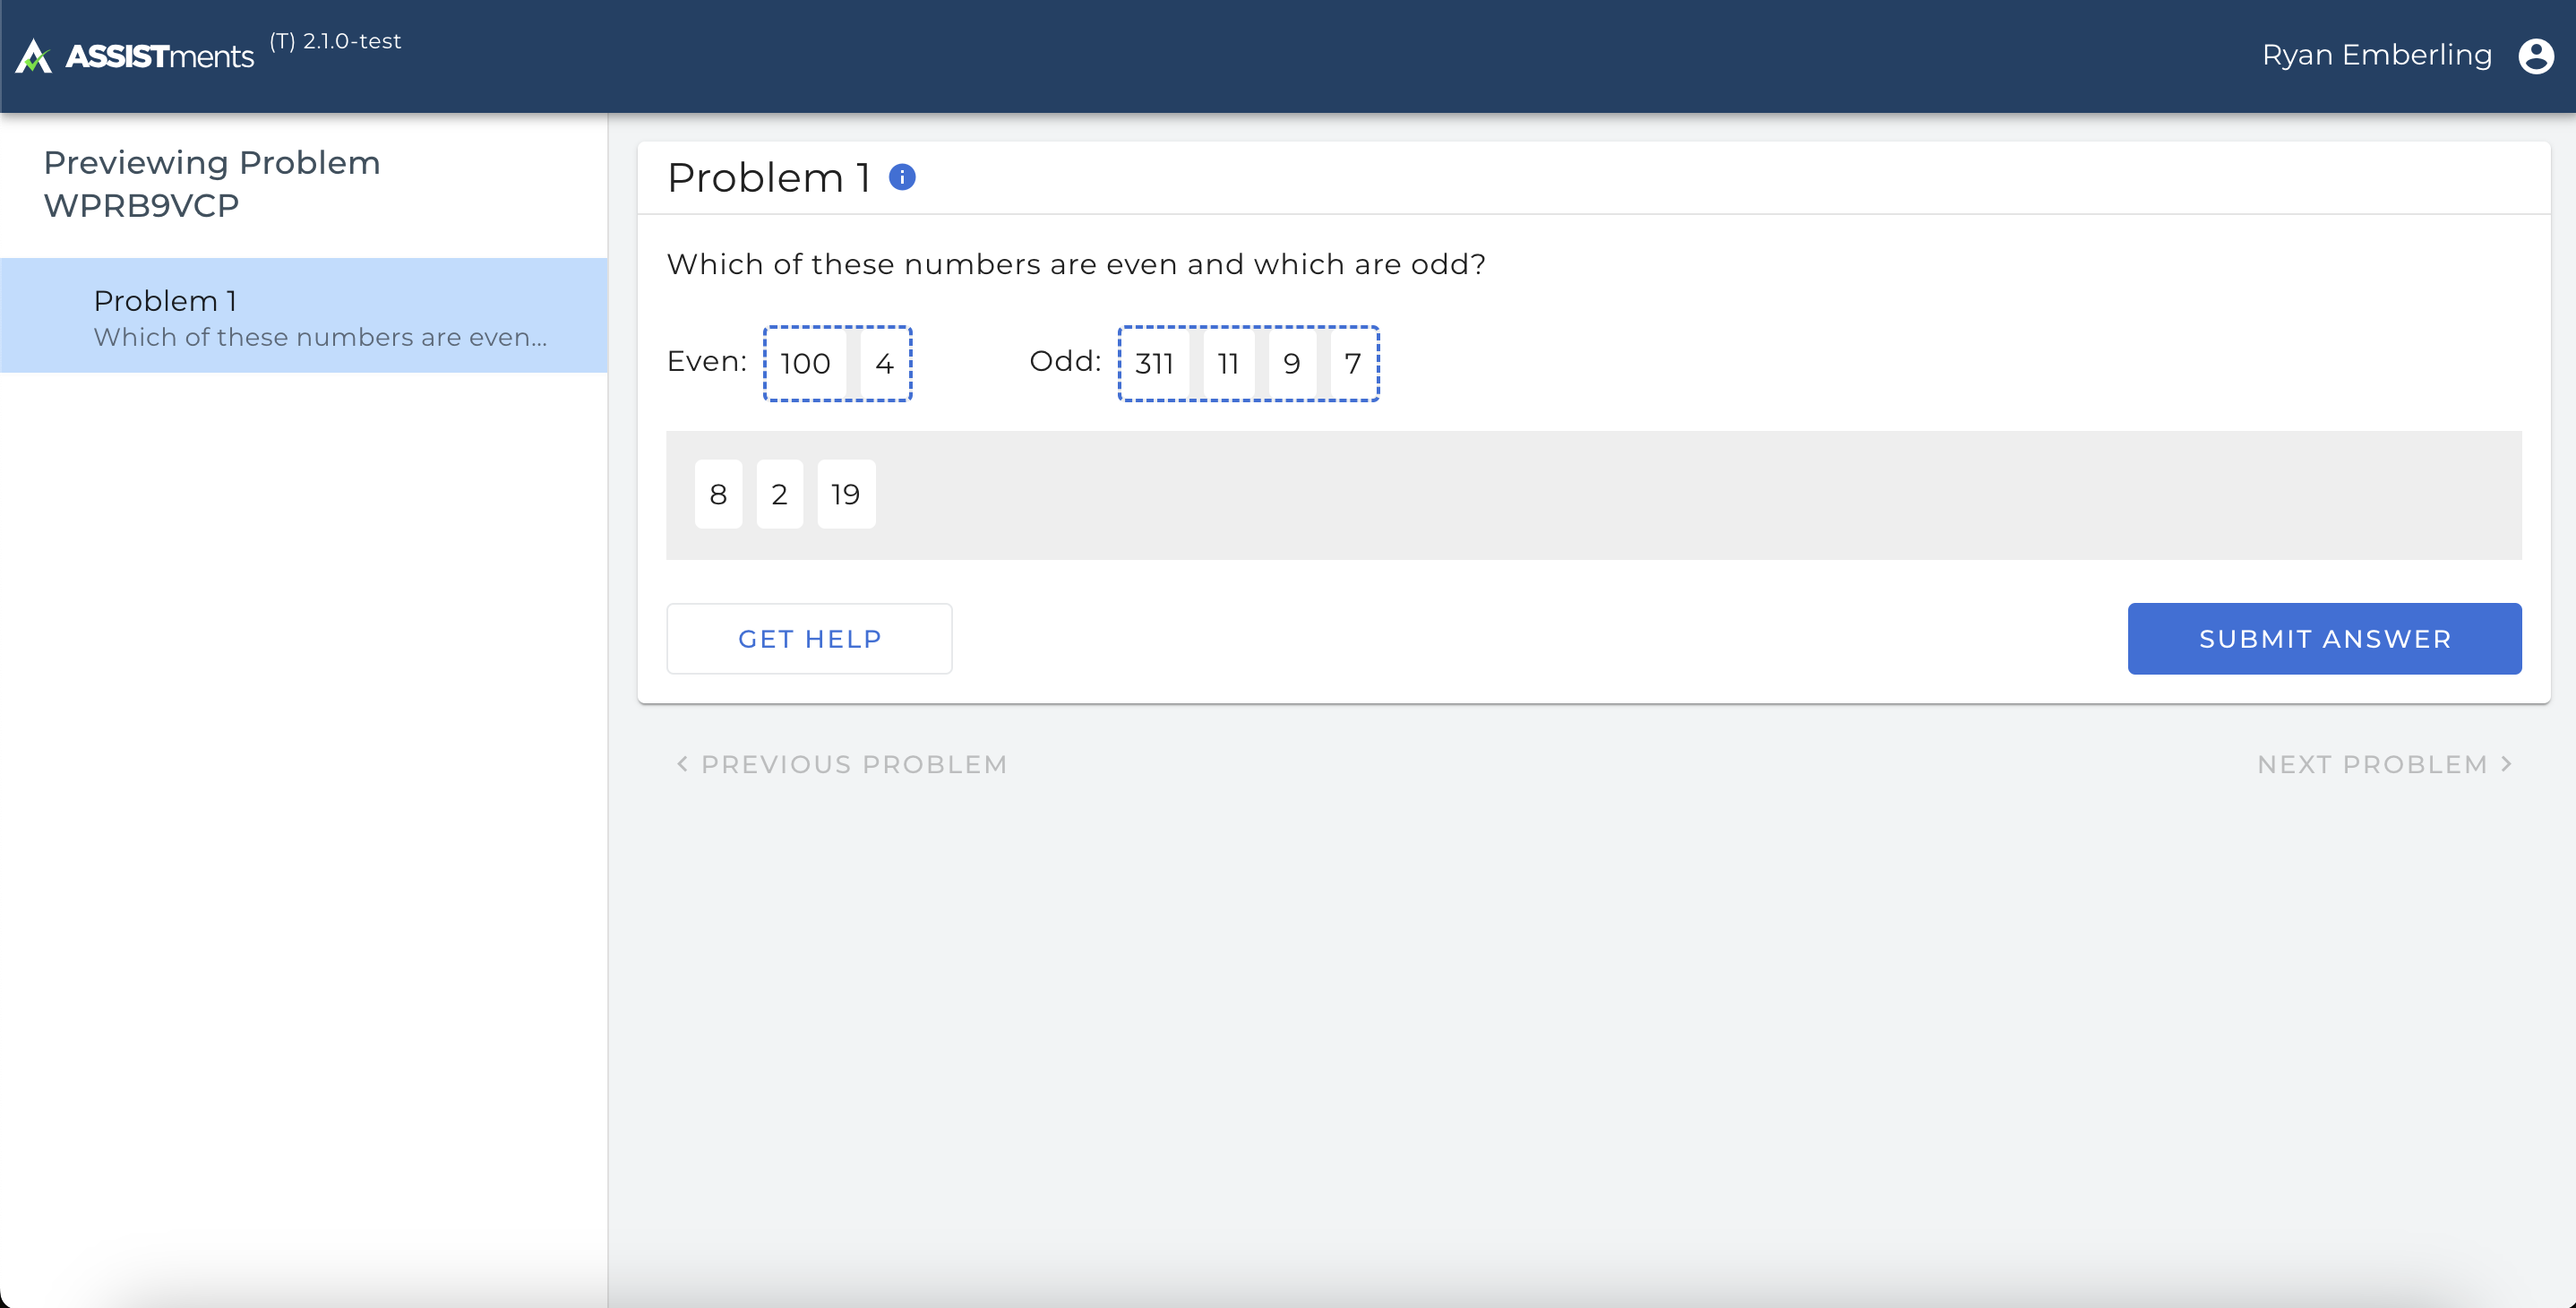 ASSISTments (T) 2.1.0-test
Ryan Emberling
Previewing Problem
WPRB9VCP
Problem 1
Which of these numbers are even...
Problem 1
Which of these numbers are even and which are odd?
Even: 100 4 Odd: 311 11 9 7
8 2 19
GET HELP
SUBMIT ANSWER
< PREVIOUS PROBLEM
NEXT PROBLEM >